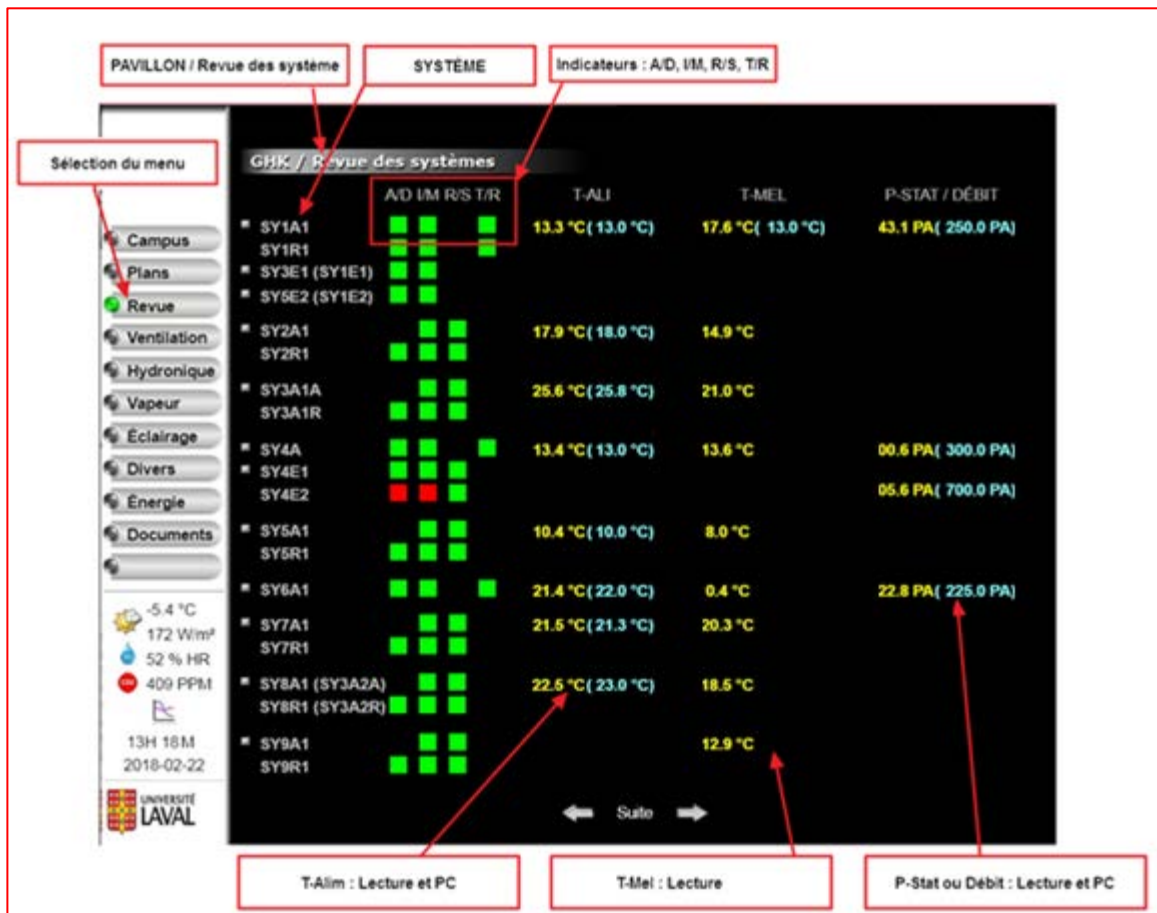 PAVILLON / Revue des système
SYSTÈME
Indicateurs : A/D, I/M, R/S, T/R
Sélection du menu
GHK / Revue des systèmes
A/D I/M R/S T/R T-ALI T-MEL P-STAT / DÉBIT
SY1A1 13.3 °C( 13.0 °C) 17.6 °C( 13.0 °C) 43.1 PA( 250.0 PA)
SY1R1
SY3E1 (SY1E1)
SY5E2 (SY1E2)
SY2A1 17.9 °C( 18.0 °C) 14.9 °C
SY2R1
SY3A1A 25.6 °C( 25.8 °C) 21.0 °C
SY3A1R
SY4A 13.4 °C( 13.0 °C) 13.6 °C 00.6 PA( 300.0 PA)
SY4E1
SY4E2 05.6 PA( 700.0 PA)
SY5A1 10.4 °C( 10.0 °C) 8.0 °C
SY5R1
SY6A1 21.4 °C( 22.0 °C) 0.4 °C 22.8 PA( 225.0 PA)
SY7A1 21.5 °C( 21.3 °C) 20.3 °C
SY7R1
SY8A1 (SY3A2A) 22.5 °C( 23.0 °C) 18.5 °C
SY8R1 (SY3A2R)
SY9A1 12.9 °C
SY9R1
Suite
Campus
Plans
Revue
Ventilation
Hydronique
Vapeur
Éclairage
Divers
Énergie
Documents
-5.4 °C
172 W/m²
52 % HR
409 PPM
13H 18M
2018-02-22
UNIVERSITÉ
LAVAL
T-Alim : Lecture et PC
T-Mel : Lecture
P-Stat ou Débit : Lecture et PC